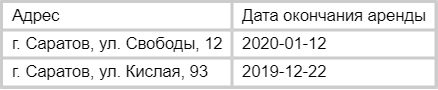 Адрес Дата окончания аренды
г. Саратов, ул. Свободы, 12 2020-01-12
г. Саратов, ул. Кислая, 93 2019-12-22